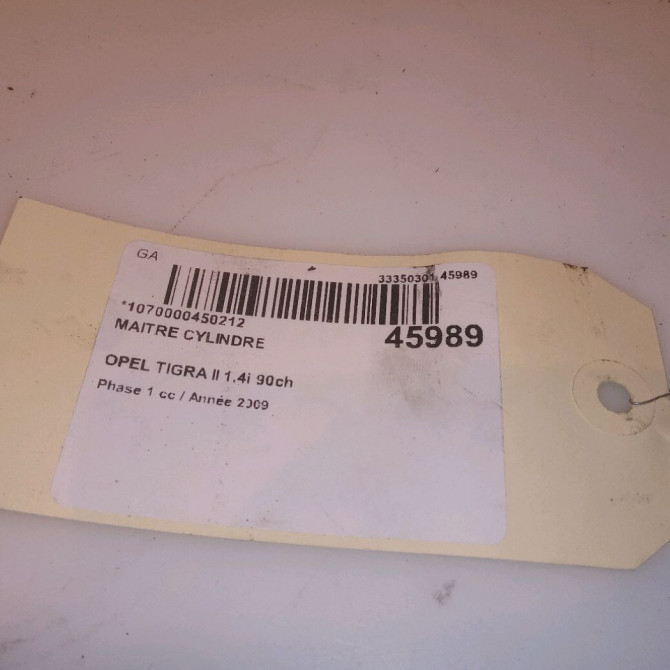 GA
33350301 45989
*1070000450212
MAITRE CYLINDRE
45989
OPEL TIGRA II 1.4i 90ch
Phase 1 cc / Année 2009